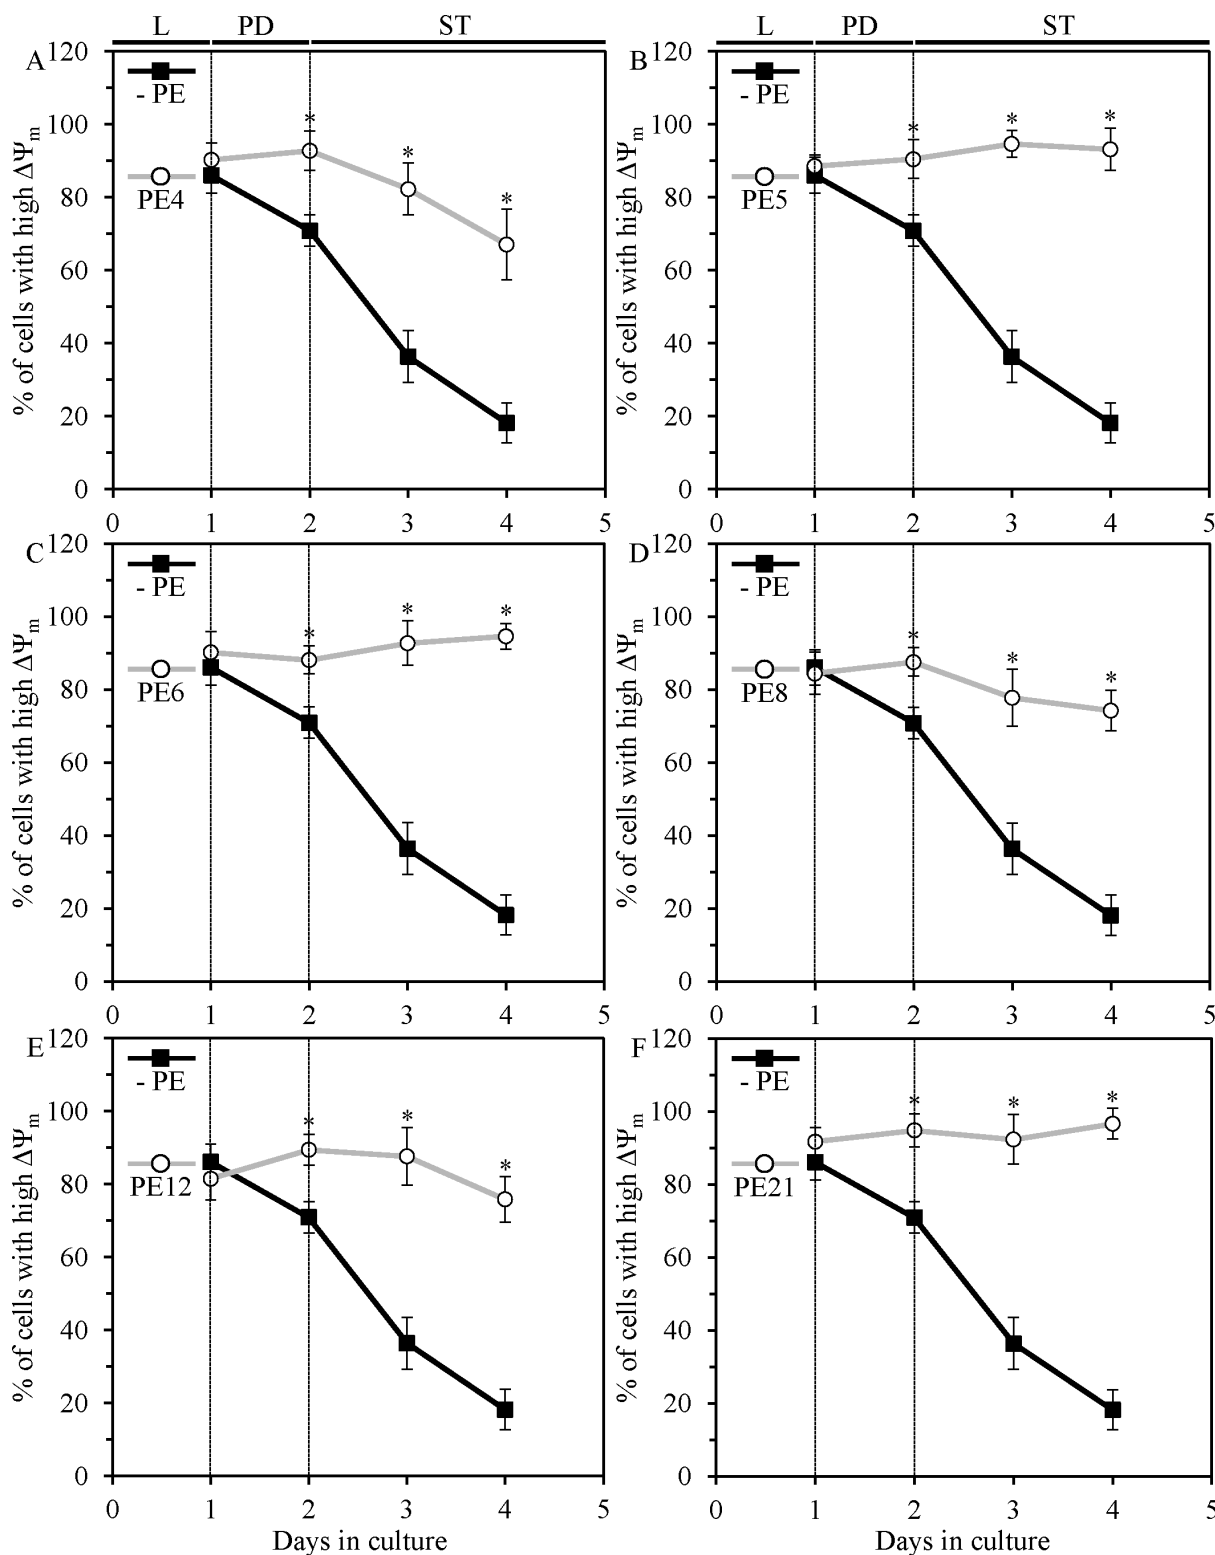 L PD ST L PD ST
A 120 B 120
- PE - PE
* * * * * *
100 100
80 80
PE4 PE5
60 60
40 40
20 20
0 0
% of cells with high ΔΨm % of cells with high ΔΨm
0 1 2 3 4 5 0 1 2 3 4 5
C 120 D 120
- PE - PE
* * * * * *
100 100
80 80
PE6 PE8
60 60
40 40
20 20
0 0
% of cells with high ΔΨm % of cells with high ΔΨm
0 1 2 3 4 5 0 1 2 3 4 5
E 120 F 120
- PE - PE
* * * * * *
100 100
80 80
PE12 PE21
60 60
40 40
20 20
0 0
% of cells with high ΔΨm % of cells with high ΔΨm
0 1 2 3 4 5 0 1 2 3 4 5
Days in culture Days in culture